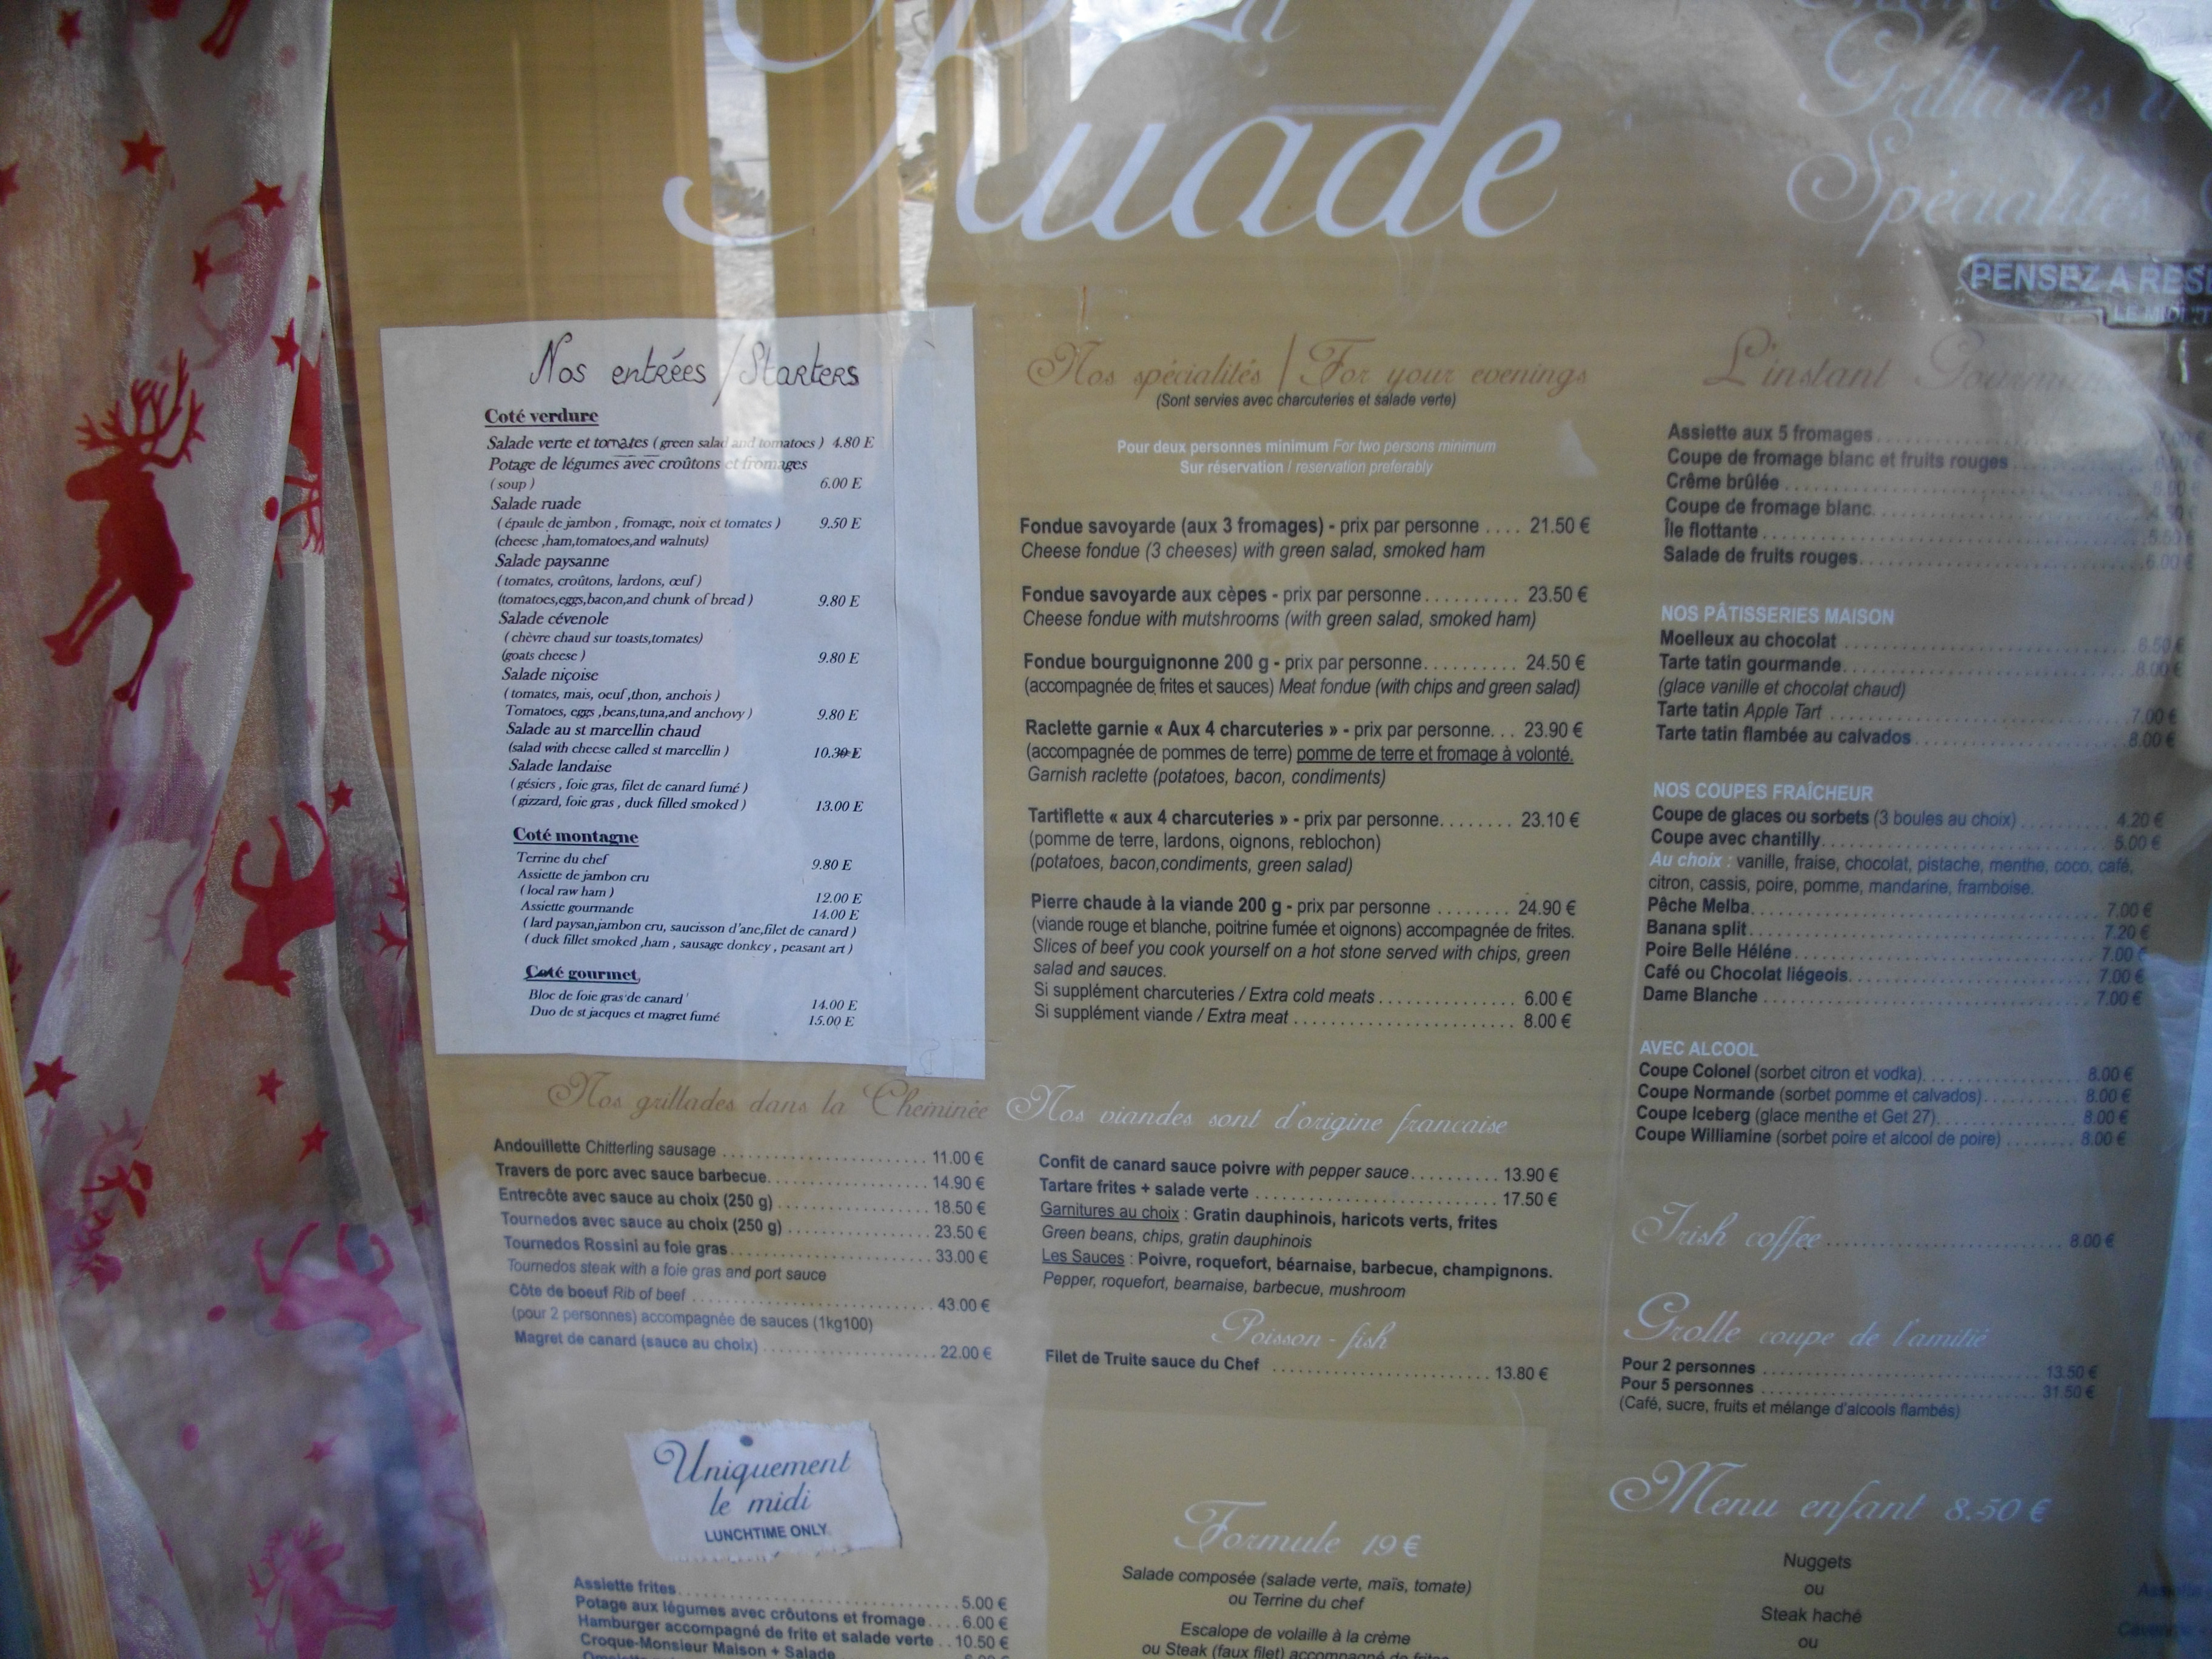 Ruade
Grillades
Spécialités
PENSEZ A
LE MIDI
Nos entrées / Starters
Coté verdure
Salade verte et tomates ( green salad and tomatoes ) 4.80 E
Potage de légumes avec croûtons et fromages
( soup ) 6.00 E
Salade ruade
( épaule de jambon , fromage, noix et tomates ) 9.50 E
(cheese ,ham,tomatoes,and walnuts)
Salade paysanne
( tomates, croûtons, lardons, œuf )
(tomatoes,eggs,bacon,and chunk of bread ) 9.80 E
Salade cévenole
( chèvre chaud sur toasts,tomates)
(goats cheese ) 9.80 E
Salade niçoise
( tomates, mais, oeuf ,thon, anchois )
Tomatoes, eggs ,beans,tuna,and anchovy ) 9.80 E
Salade au st marcellin chaud
(salad with cheese called st marcellin ) 10.30 E
Salade landaise
( gésiers , foie gras, filet de canard fumé )
( gizzard, foie gras , duck filled smoked ) 13.00 E
Coté montagne
Terrine du chef 9.80 E
Assiette de jambon cru
( local raw ham ) 12.00 E
Assiette gourmande 14.00 E
( lard paysan,jambon cru, saucisson d'ane,filet de canard )
( duck fillet smoked ,ham , sausage donkey , peasant art )
Coté gourmet
Bloc de foie gras de canard 14.00 E
Duo de st jacques et magret fumé 15.00 E
Nos grillades dans la Cheminée
Andouillette Chitterling sausage 11.00 €
Travers de porc avec sauce barbecue 14.90 €
Entrecôte avec sauce au choix (250 g) 18.50 €
Tournedos avec sauce au choix (250 g) 23.50 €
Tournedos Rossini au foie gras 33.00 €
Tournedos steak with a foie gras and port sauce
Côte de boeuf Rib of beef 43.00 €
(pour 2 personnes) accompagnée de sauces (1kg100)
Magret de canard (sauce au choix) 22.00 €
Uniquement
le midi
LUNCHTIME ONLY
Assiette frites 5.00 €
Potage aux légumes avec croûtons et fromage 6.00 €
Hamburger accompagné de frite et salade verte 10.50 €
Croque-Monsieur Maison + Salade
Nos spécialités / For your evenings
(Sont servies avec charcuteries et salade verte)
Pour deux personnes minimum For two persons minimum
Sur réservation / reservation preferably
Fondue savoyarde (aux 3 fromages) - prix par personne .... 21.50 €
Cheese fondue (3 cheeses) with green salad, smoked ham
Fondue savoyarde aux cèpes - prix par personne 23.50 €
Cheese fondue with mutshrooms (with green salad, smoked ham)
Fondue bourguignonne 200 g - prix par personne 24.50 €
(accompagnée de frites et sauces) Meat fondue (with chips and green salad)
Raclette garnie « Aux 4 charcuteries » - prix par personne... 23.90 €
(accompagnée de pommes de terre) pomme de terre et fromage à volonté.
Garnish raclette (potatoes, bacon, condiments)
Tartiflette « aux 4 charcuteries » - prix par personne 23.10 €
(pomme de terre, lardons, oignons, reblochon)
(potatoes, bacon,condiments, green salad)
Pierre chaude à la viande 200 g - prix par personne 24.90 €
(viande rouge et blanche, poitrine fumée et oignons) accompagnée de frites.
Slices of beef you cook yourself on a hot stone served with chips, green
salad and sauces.
Si supplément charcuteries / Extra cold meats 6.00 €
Si supplément viande / Extra meat 8.00 €
Nos viandes sont d'origine francaise
Confit de canard sauce poivre with pepper sauce 13.90 €
Tartare frites + salade verte 17.50 €
Garnitures au choix : Gratin dauphinois, haricots verts, frites
Green beans, chips, gratin dauphinois
Les Sauces : Poivre, roquefort, béarnaise, barbecue, champignons.
Pepper, roquefort, bearnaise, barbecue, mushroom
Poisson - fish
Filet de Truite sauce du Chef 13.80 €
Formule 19 €
Salade composée (salade verte, maïs, tomate)
ou Terrine du chef
Escalope de volaille à la crème
ou Steak (faux filet) accompagné de frites
L'instant
Assiette aux 5 fromages
Coupe de fromage blanc et fruits rouges
Crême brûlée
Coupe de fromage blanc
Île flottante
Salade de fruits rouges 6.00 €
NOS PÂTISSERIES MAISON
Moelleux au chocolat 8.50 €
Tarte tatin gourmande 8.00 €
(glace vanille et chocolat chaud)
Tarte tatin Apple Tart 7.00 €
Tarte tatin flambée au calvados 8.00 €
NOS COUPES FRAÎCHEUR
Coupe de glaces ou sorbets (3 boules au choix) 4.20 €
Coupe avec chantilly 5.00 €
Au choix : vanille, fraise, chocolat, pistache, menthe, coco, café,
citron, cassis, poire, pomme, mandarine, framboise.
Pêche Melba 7.00 €
Banana split 7.20 €
Poire Belle Héléne 7.00 €
Café ou Chocolat liégeois 7.00 €
Dame Blanche 7.00 €
AVEC ALCOOL
Coupe Colonel (sorbet citron et vodka) 8.00 €
Coupe Normande (sorbet pomme et calvados) 8.00 €
Coupe Iceberg (glace menthe et Get 27) 8.00 €
Coupe Williamine (sorbet poire et alcool de poire) 8.00 €
Irish coffee 8.00 €
Grolle coupe de l'amitié
Pour 2 personnes 13.50 €
Pour 5 personnes 31.50 €
(Café, sucre, fruits et mélange d'alcools flambés)
Menu enfant 8.50 €
Nuggets
ou
Steak haché
ou